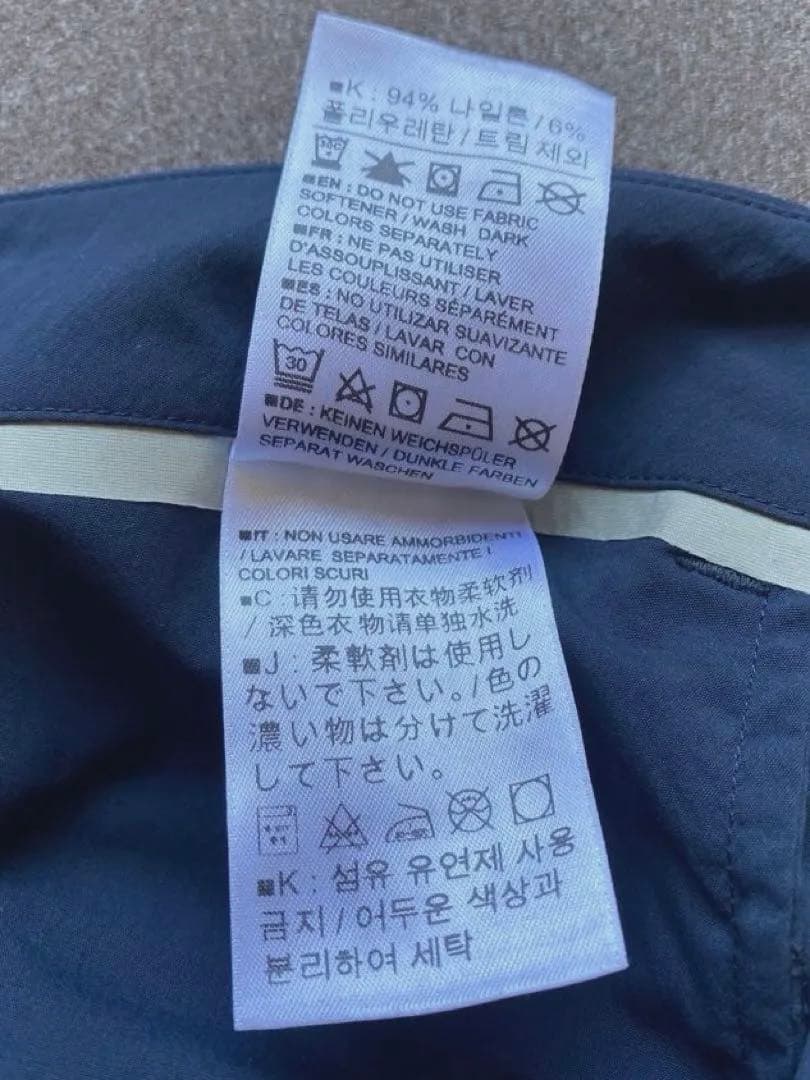 ■K : 94% 나일론/6%
폴리우레탄/트림 제외
30C
■EN : DO NOT USE FABRIC
SOFTENER / WASH DARK
COLORS SEPARATELY
■FR : NE PAS UTILISER
D'ASSOUPLISSANT / LAVER
LES COULEURS SÉPARÉMENT
■ES : NO UTILIZAR SUAVIZANTE
DE TELAS / LAVAR CON
COLORES SIMILARES
30
■DE : KEINEN WEICHSPÜLER
VERWENDEN / DUNKLE FARBEN
SEPARAT WASCHEN
■IT : NON USARE AMMORBIDENTI
/ LAVARE SEPARATAMENTE I
COLORI SCURI
■C : 请勿使用衣物柔软剂
/ 深色衣物请单独水洗
■J : 柔軟剤は使用し
ないで下さい。/色の
濃い物は分けて洗濯
して下さい。
■K : 섬유 유연제 사용
금지/어두운 색상과
분리하여 세탁